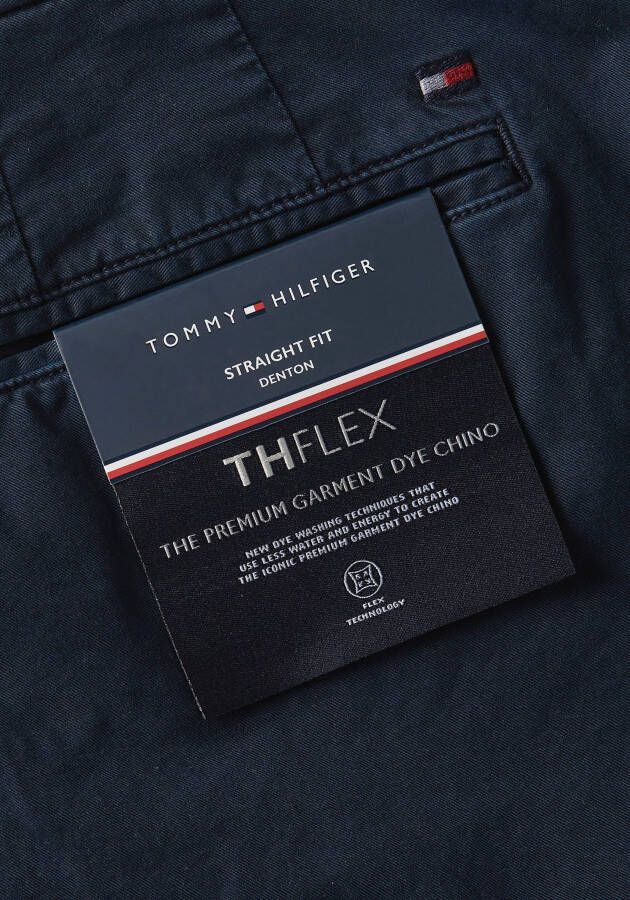 TOMMY HILFIGER
STRAIGHT FIT
DENTON
THFLEX
THE PREMIUM GARMENT DYE CHINO
NEW DYE WASHING TECHNIQUES THAT
USE LESS WATER AND ENERGY TO CREATE
THE ICONIC PREMIUM GARMENT DYE CHINO
FLEX
TECHNOLOGY